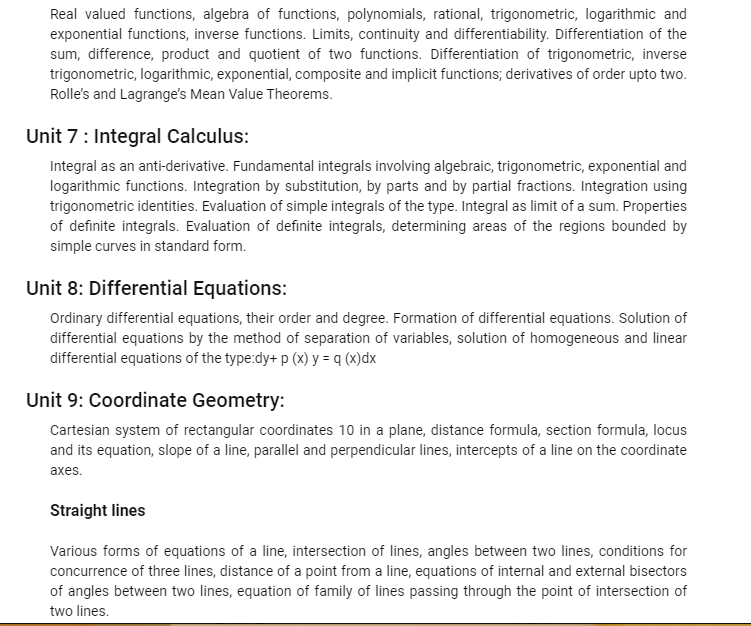 Real valued functions, algebra of functions, polynomials, rational, trigonometric, logarithmic and
exponential functions, inverse functions. Limits, continuity and differentiability. Differentiation of the
sum, difference, product and quotient of two functions. Differentiation of trigonometric, inverse
trigonometric, logarithmic, exponential, composite and implicit functions; derivatives of order upto two.
Rolle's and Lagrange's Mean Value Theorems.
Unit 7 : Integral Calculus:
Integral as an anti-derivative. Fundamental integrals involving algebraic, trigonometric, exponential and
logarithmic functions. Integration by substitution, by parts and by partial fractions. Integration using
trigonometric identities. Evaluation of simple integrals of the type. Integral as limit of a sum. Properties
of definite integrals. Evaluation of definite integrals, determining areas of the regions bounded by
simple curves in standard form.
Unit 8: Differential Equations:
Ordinary differential equations, their order and degree. Formation of differential equations. Solution of
differential equations by the method of separation of variables, solution of homogeneous and linear
differential equations of the type:dy+ p (x) y = q (x)dx
Unit 9: Coordinate Geometry:
Cartesian system of rectangular coordinates 10 in a plane, distance formula, section formula, locus
and its equation, slope of a line, parallel and perpendicular lines, intercepts of a line on the coordinate
axes.
Straight lines
Various forms of equations of a line, intersection of lines, angles between two lines, conditions for
concurrence of three lines, distance of a point from a line, equations of internal and external bisectors
of angles between two lines, equation of family of lines passing through the point of intersection of
two lines.